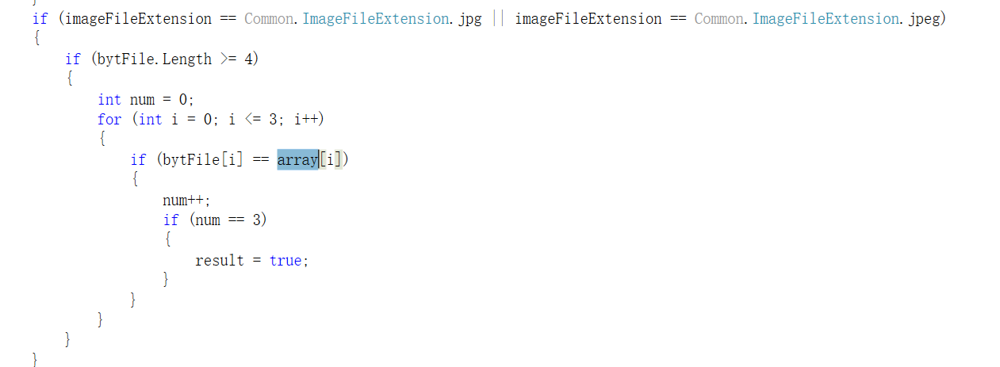 }
if (imageFileExtension == Common.ImageFileExtension.jpg || imageFileExtension == Common.ImageFileExtension.jpeg)
{
    if (bytFile.Length >= 4)
    {
        int num = 0;
        for (int i = 0; i <= 3; i++)
        {
            if (bytFile[i] == array[i])
            {
                num++;
                if (num == 3)
                {
                    result = true;
                }
            }
        }
    }
}